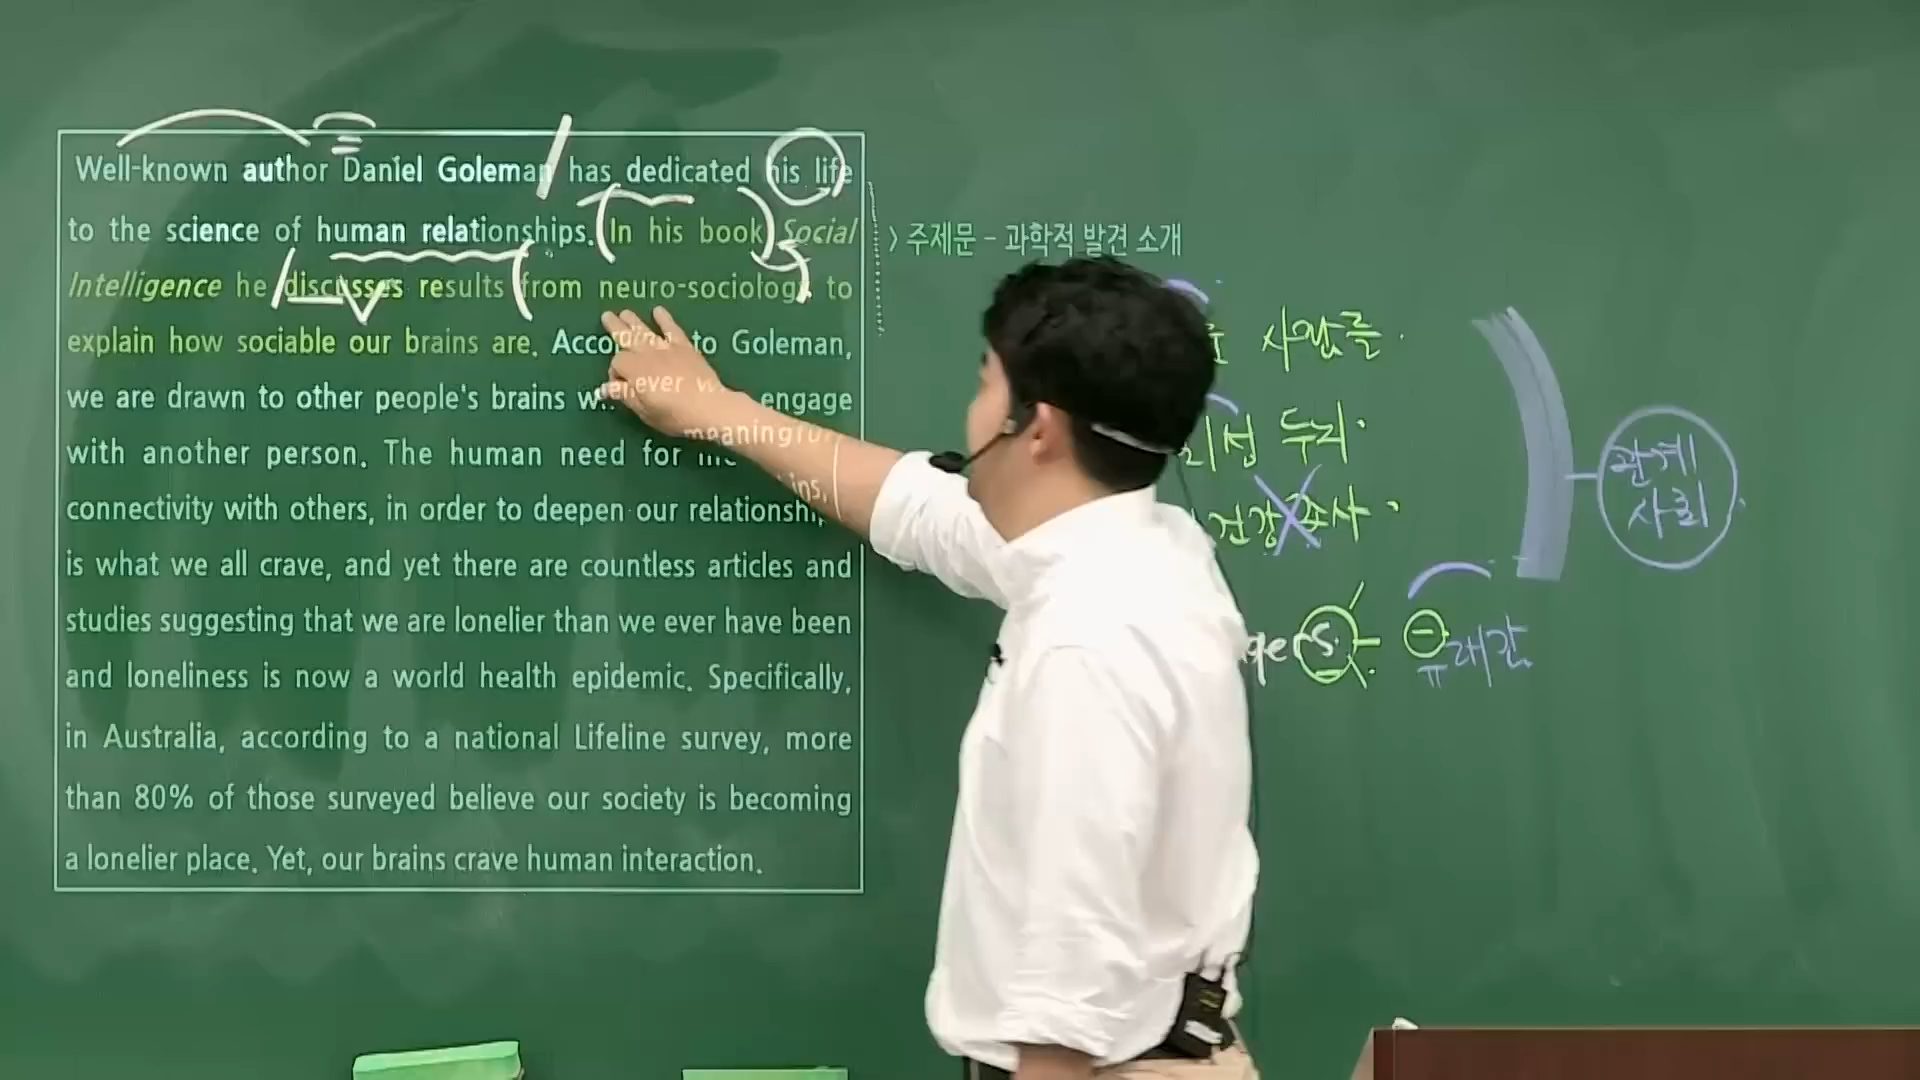 Well-known author Daniel Goleman has dedicated his life
to the science of human relationships. In his book Social
Intelligence he discusses results from neuro-sociology to
explain how sociable our brains are. According to Goleman,
we are drawn to other people's brains whenever we engage
with another person. The human need for meaningful
connectivity with others, in order to deepen our relationships,
is what we all crave, and yet there are countless articles and
studies suggesting that we are lonelier than we ever have been
and loneliness is now a world health epidemic. Specifically,
in Australia, according to a national Lifeline survey, more
than 80% of those surveyed believe our society is becoming
a lonelier place. Yet, our brains crave human interaction.
> 주제문 – 과학적 발견 소개
사람을.
두리.
건강
관계
사회
gers.